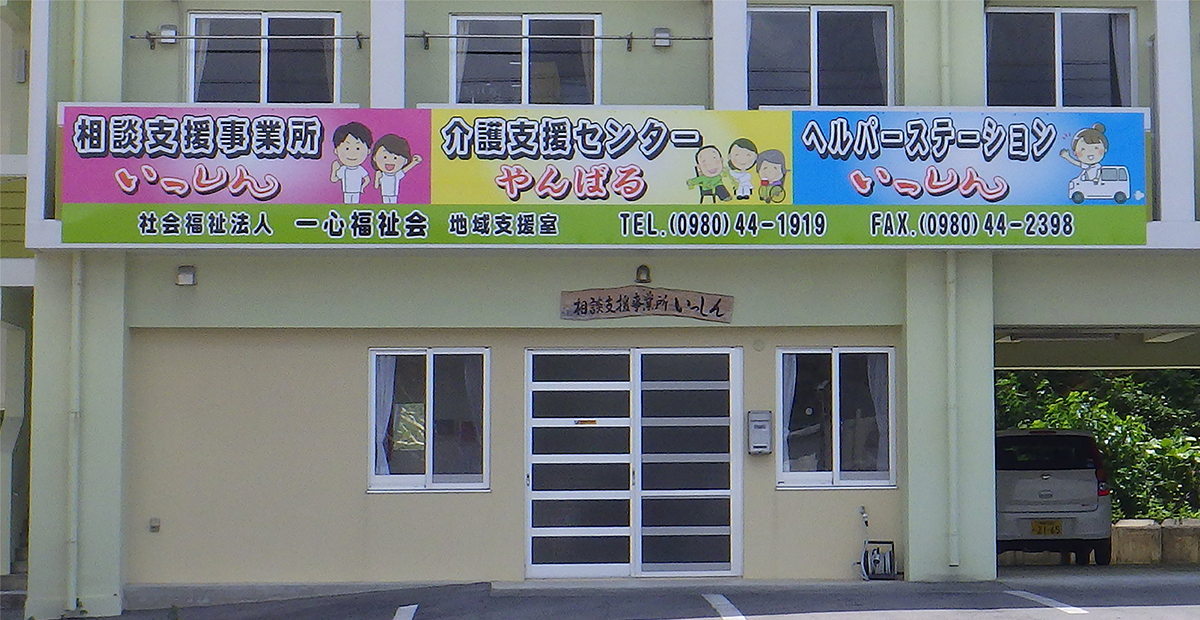 相談支援事業所
いっしん
介護支援センター
やんばる
ヘルパーステーション
いっしん
社会福祉法人 一心福祉会 地域支援室 TEL.(0980)44-1919 FAX.(0980)44-2398
相談支援事業所 いっしん
31-65